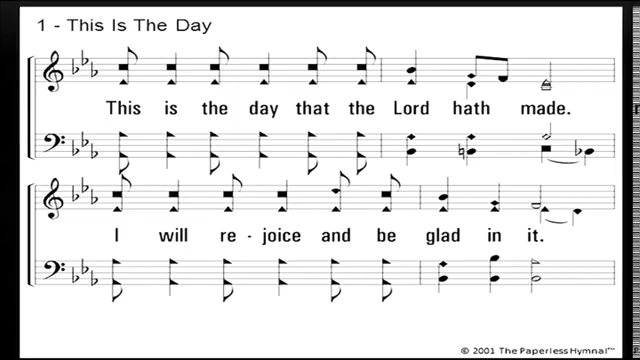 1 - This Is The Day
This is the day that the Lord hath made.
I will re - joice and be glad in it.
© 2001 The Paperless Hymnal™